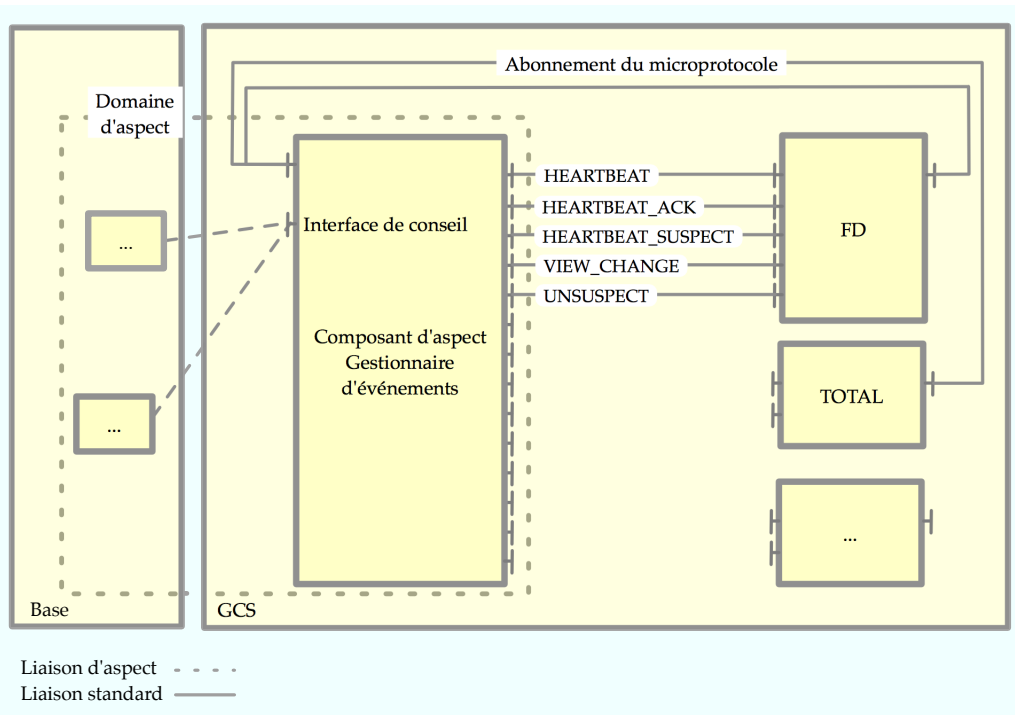 Abonnement du microprotocole
Domaine
d'aspect
HEARTBEAT
HEARTBEAT_ACK
HEARTBEAT_SUSPECT
VIEW_CHANGE
UNSUSPECT
Interface de conseil
FD
...
Composant d'aspect
Gestionnaire
d'événements
TOTAL
...
...
Base
GCS
Liaison d'aspect
Liaison standard